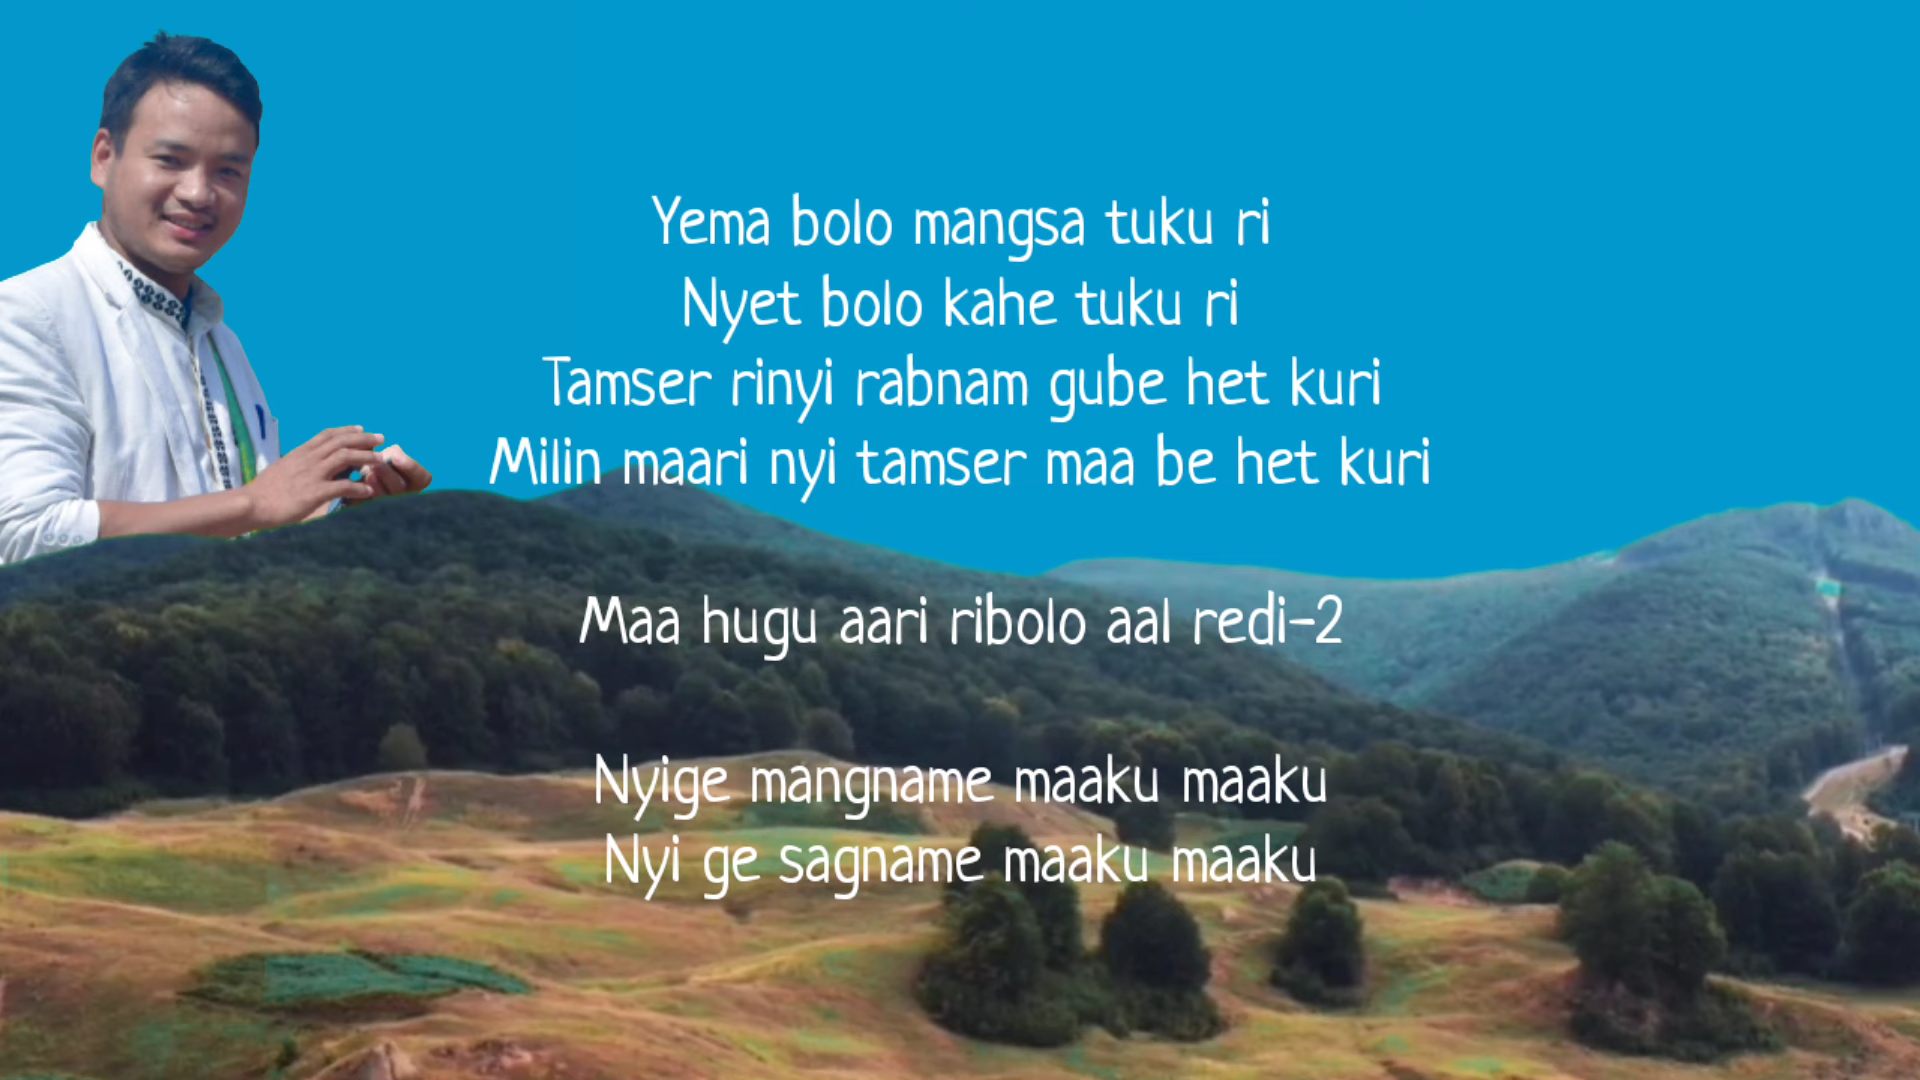 Yema bolo mangsa tuku ri
Nyet bolo kahe tuku ri
Tamser rinyi rabnam gube het kuri
Milin maari nyi tamser maa be het kuri
Maa hugu aari ribolo aal redi-2
Nyige mangname maaku maaku
Nyi ge sagname maaku maaku